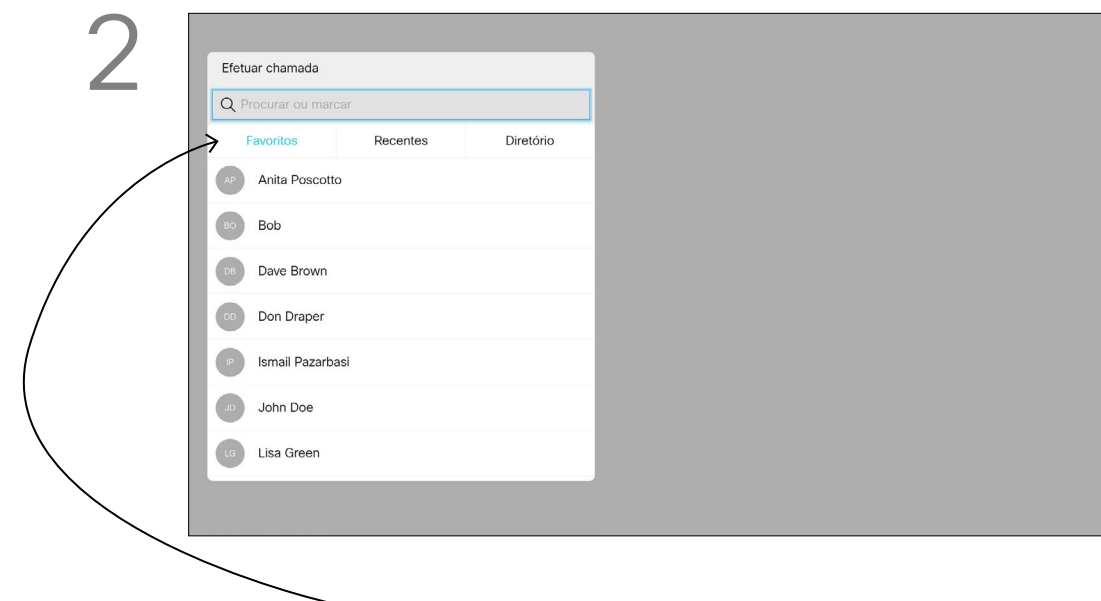 2
Efetuar chamada
Procurar ou marcar
Favoritos Recentes Diretório
AP Anita Poscotto
BO Bob
DB Dave Brown
DD Don Draper
IP Ismail Pazarbasi
JD John Doe
LG Lisa Green